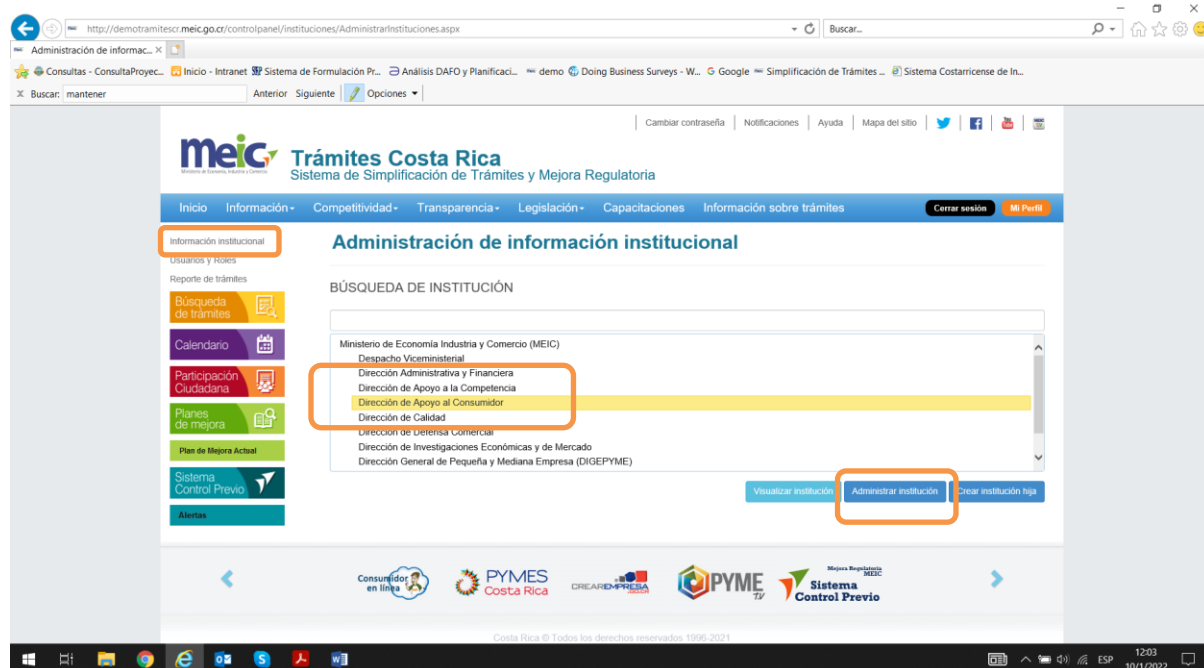 http://demotramitescr.meic.go.cr/controlpanel/instituciones/AdministrarInstituciones.aspx
Buscar...
Administración de informac...
Consultas - ConsultaProyec... Inicio - Intranet Sistema de Formulación Pr... Análisis DAFO y Planificaci... demo Doing Business Surveys - W... Google Simplificación de Trámites ... Sistema Costarricense de In...
x Buscar: mantener Anterior Siguiente Opciones
Cambiar contraseña Notificaciones Ayuda Mapa del sitio
meic
Ministerio de Economía, Industria y Comercio
Trámites Costa Rica
Sistema de Simplificación de Trámites y Mejora Regulatoria
Inicio Información Competitividad Transparencia Legislación Capacitaciones Información sobre trámites Cerrar sesión Mi Perfil
Información institucional
Usuarios y Roles
Reporte de trámites
Búsqueda
de trámites
Calendario
Participación
Ciudadana
Planes
de mejora
Plan de Mejora Actual
Sistema
Control Previo
Alertas
Administración de información institucional
BÚSQUEDA DE INSTITUCIÓN
Ministerio de Economía Industria y Comercio (MEIC)
Despacho Viceministerial
Dirección Administrativa y Financiera
Dirección de Apoyo a la Competencia
Dirección de Apoyo al Consumidor
Dirección de Calidad
Dirección de Defensa Comercial
Dirección de Investigaciones Económicas y de Mercado
Dirección General de Pequeña y Mediana Empresa (DIGEPYME)
Visualizar institución Administrar institución Crear institución hija
Consumidor
en línea
PYMES
Costa Rica
CREAREMPRESA
PYME
TV
Mejora Regulatoria
MEIC
Sistema
Control Previo
Costa Rica © Todos los derechos reservados 1996-2021
ESP
12:03
10/1/2022